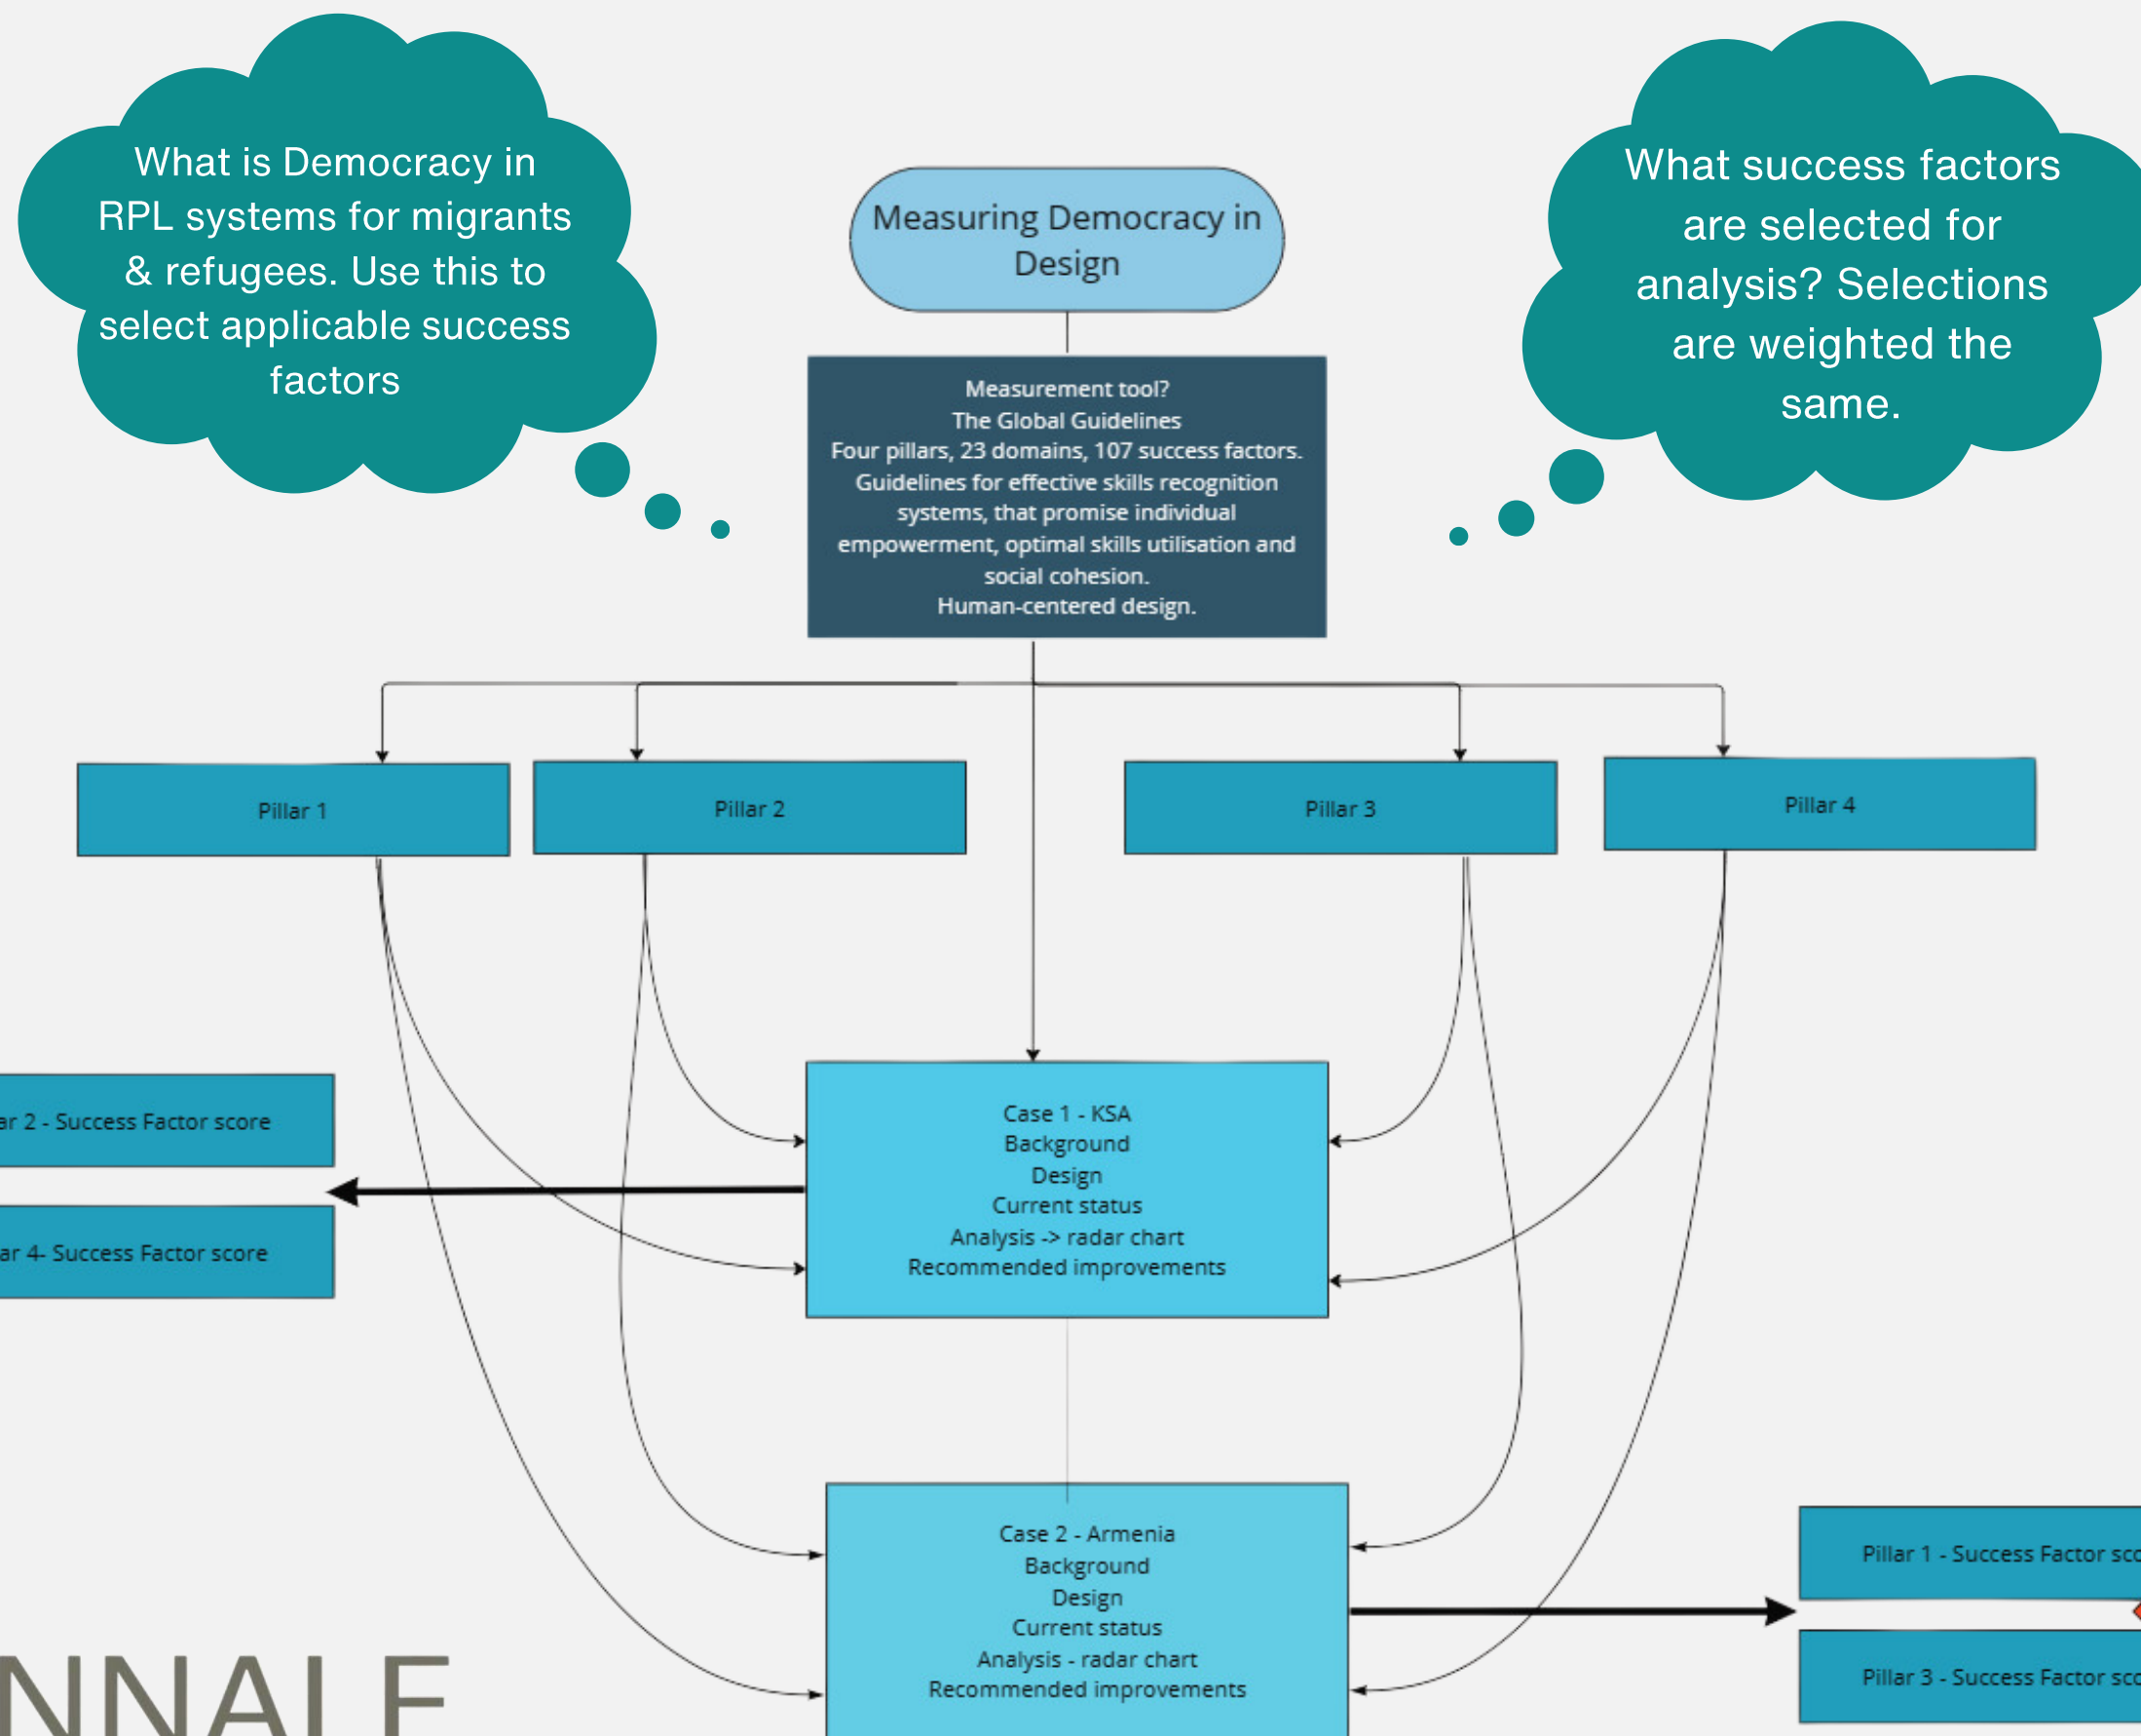 What is Democracy in
RPL systems for migrants
& refugees. Use this to
select applicable success
factors
What success factors
are selected for
analysis? Selections
are weighted the
same.
Measuring Democracy in
Design
Measurement tool?
The Global Guidelines
Four pillars, 23 domains, 107 success factors.
Guidelines for effective skills recognition
systems, that promise individual
empowerment, optimal skills utilisation and
social cohesion.
Human-centered design.
Pillar 1
Pillar 2
Pillar 3
Pillar 4
2 - Success Factor score
4- Success Factor score
Case 1 - KSA
Background
Design
Current status
Analysis -> radar chart
Recommended improvements
Case 2 - Armenia
Background
Design
Current status
Analysis - radar chart
Recommended improvements
Pillar 1 - Success Factor
Pillar 3 - Success Factor